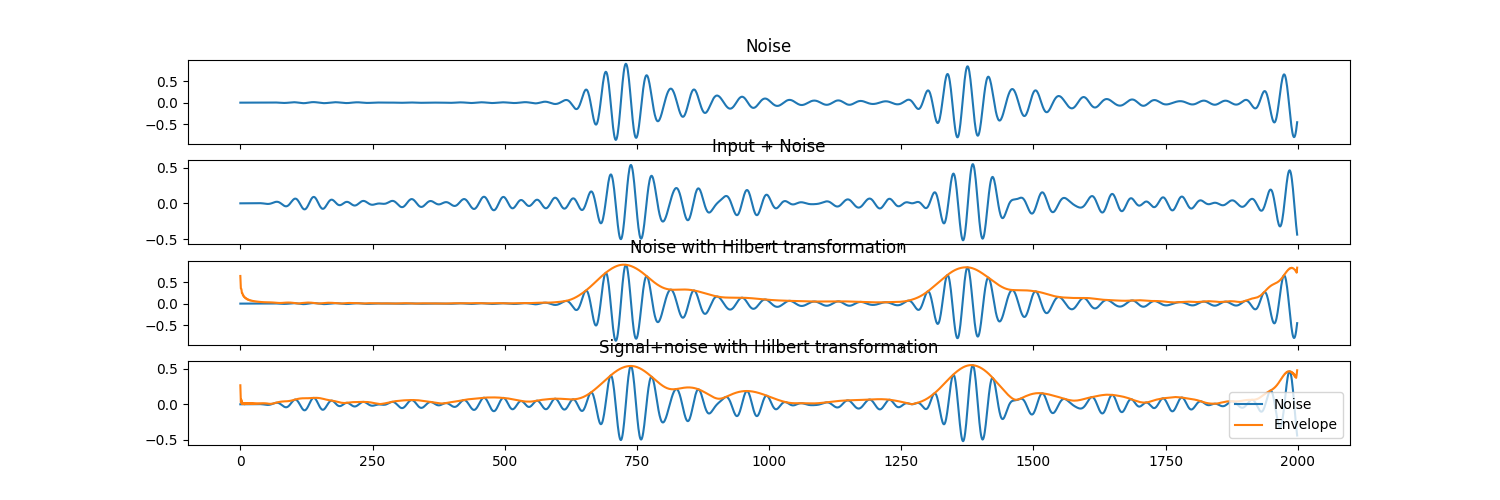 Noise
0.5
0.0
−0.5
Input + Noise
0.5
0.0
−0.5
Noise with Hilbert transformation
0.5
0.0
−0.5
Signal+noise with Hilbert transformation
0.5
0.0
−0.5
Noise
Envelope
0 250 500 750 1000 1250 1500 1750 2000